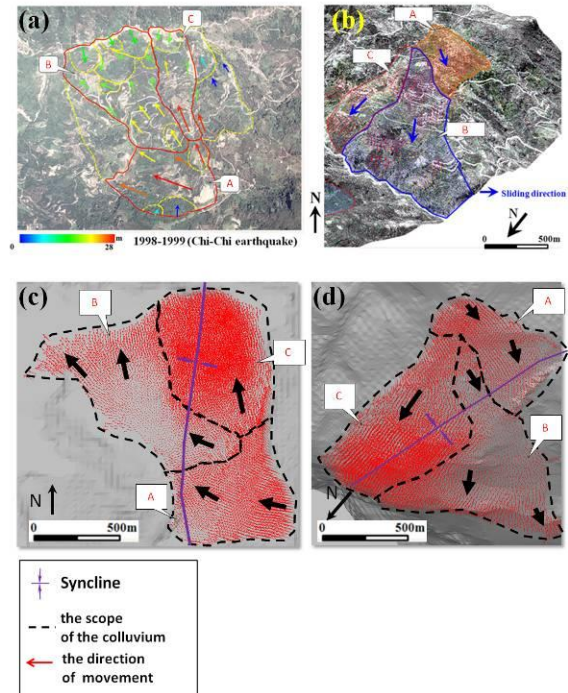 (a)
C
B
A
0
28
m
1998-1999 (Chi-Chi earthquake)
(b)
A
C
B
Sliding direction
N
N
0
500m
(c)
B
C
A
N
0
500m
(d)
A
C
B
N
0
500m
Syncline
the scope
of the colluvium
the direction
of movement